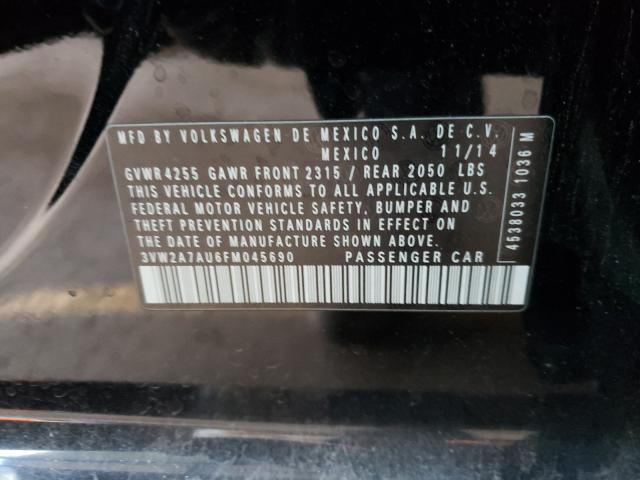 MFD BY VOLKSWAGEN DE MEXICO S.A. DE C.V.
MEXICO 11/14
GVWR 4255 GAWR FRONT 2315 / REAR 2050 LBS
THIS VEHICLE CONFORMS TO ALL APPLICABLE U.S.
FEDERAL MOTOR VEHICLE SAFETY, BUMPER AND
THEFT PREVENTION STANDARDS IN EFFECT ON
THE DATE OF MANUFACTURE SHOWN ABOVE.
3VW2A7AU6FM045690 PASSENGER CAR
4538033 1036 M